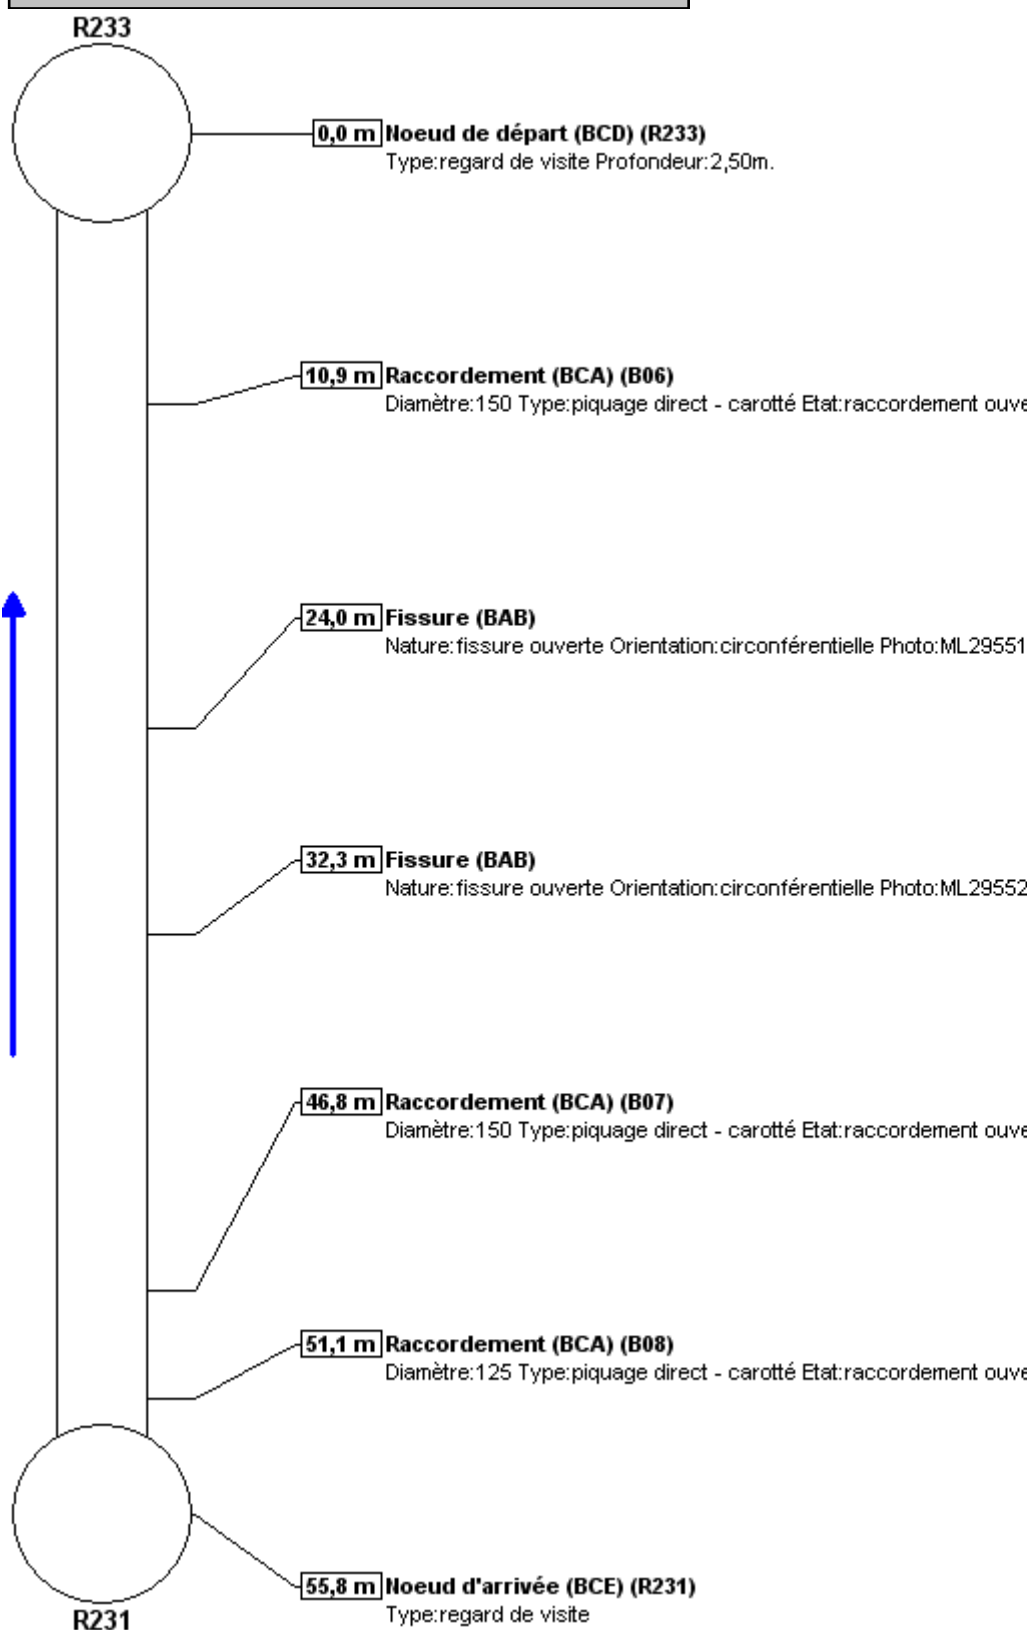 R233
0,0 m Noeud de départ (BCD) (R233)
Type:regard de visite Profondeur:2,50m.
10,9 m Raccordement (BCA) (B06)
Diamètre:150 Type:piquage direct - carotté Etat:raccordement ouve
24,0 m Fissure (BAB)
Nature:fissure ouverte Orientation:circonférentielle Photo:ML29551
32,3 m Fissure (BAB)
Nature:fissure ouverte Orientation:circonférentielle Photo:ML29552
46,8 m Raccordement (BCA) (B07)
Diamètre:150 Type:piquage direct - carotté Etat:raccordement ouve
51,1 m Raccordement (BCA) (B08)
Diamètre:125 Type:piquage direct - carotté Etat:raccordement ouve
55,8 m Noeud d'arrivée (BCE) (R231)
Type:regard de visite
R231